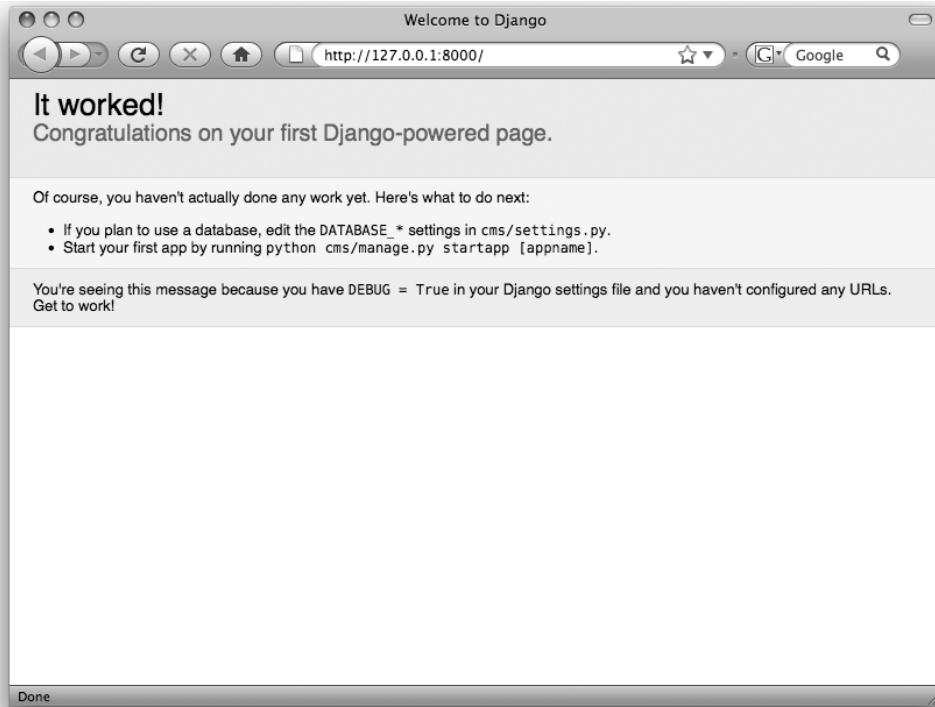 Welcome to Django
http://127.0.0.1:8000/
G Google
It worked!
Congratulations on your first Django-powered page.
Of course, you haven't actually done any work yet. Here's what to do next:
• If you plan to use a database, edit the DATABASE_* settings in cms/settings.py.
• Start your first app by running python cms/manage.py startapp [appname].
You're seeing this message because you have DEBUG = True in your Django settings file and you haven't configured any URLs.
Get to work!
Done